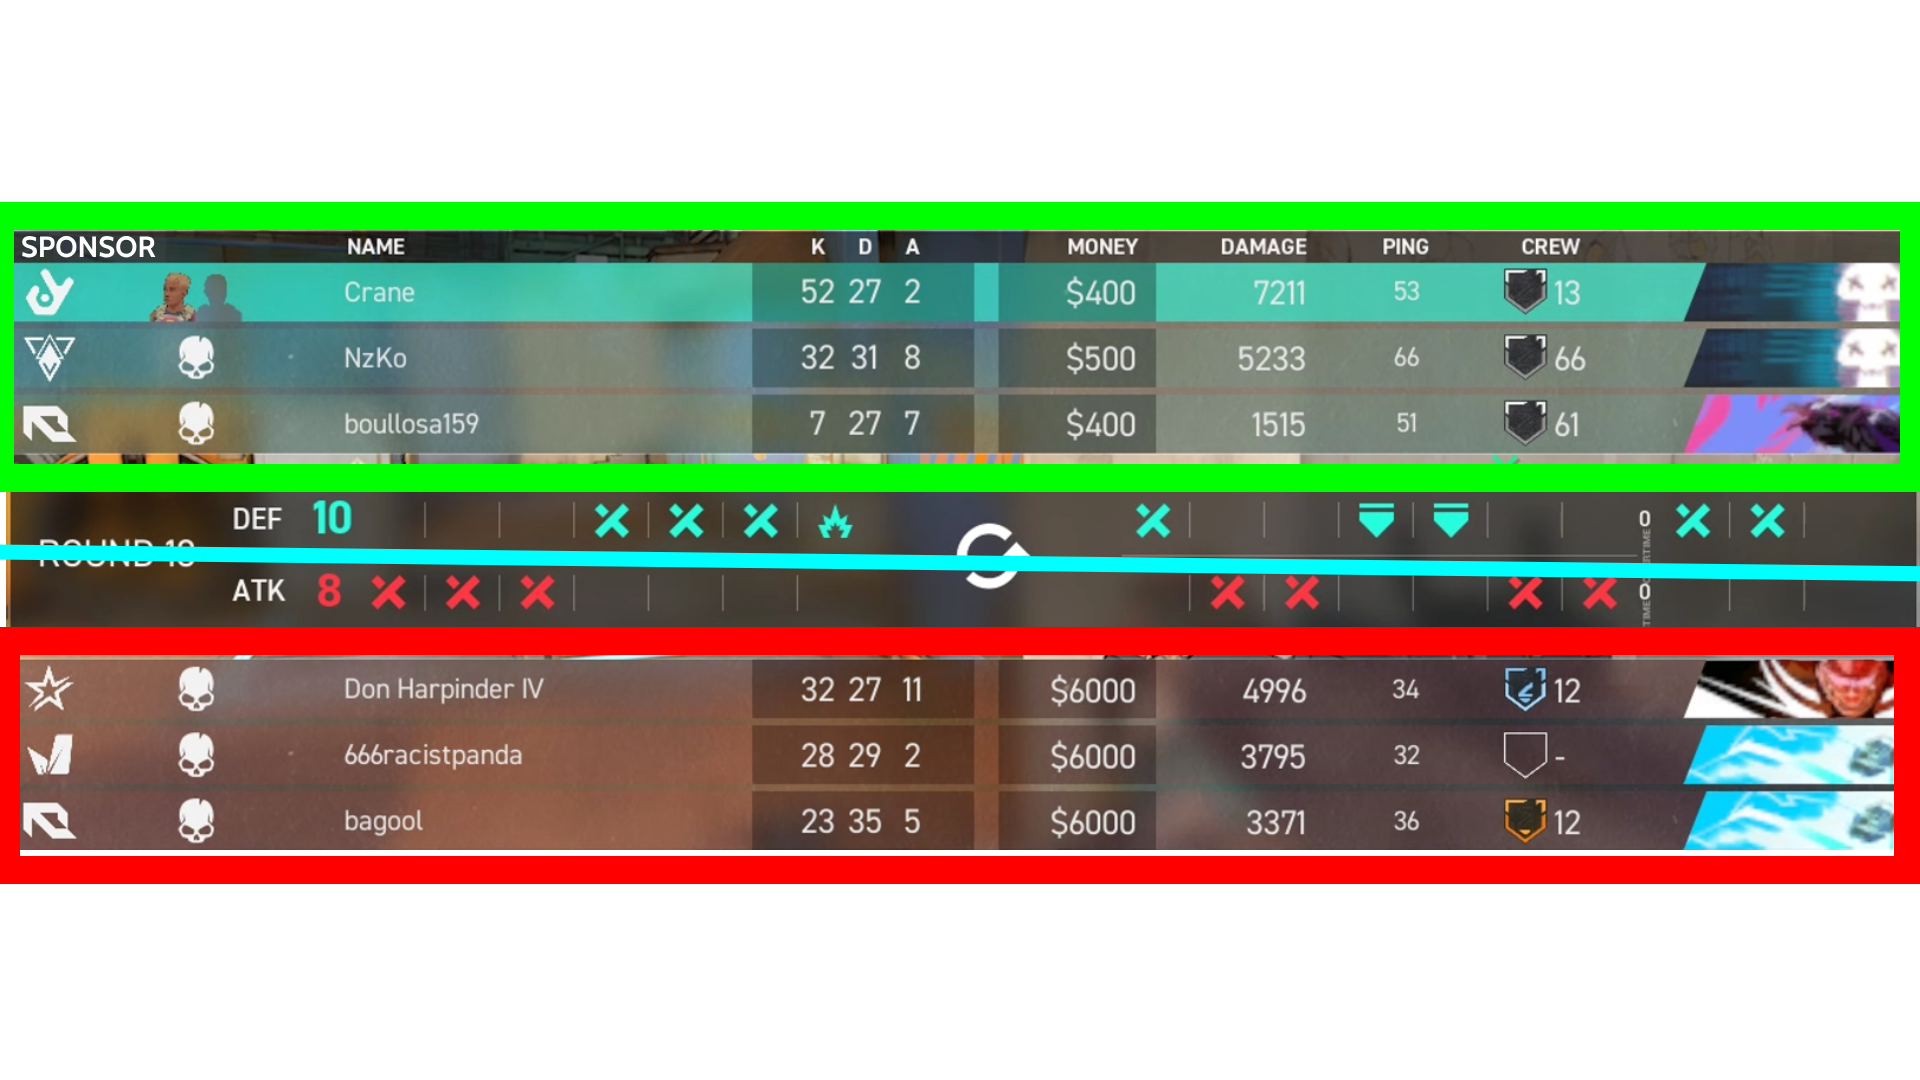 SPONSOR NAME K D A MONEY DAMAGE PING CREW
Crane 52 27 2 $400 7211 53 13
NzKo 32 31 8 $500 5233 66 66
boullosa159 7 27 7 $400 1515 51 61
DEF 10 0
ROUND
ATK 8 0
Don Harpinder IV 32 27 11 $6000 4996 34 12
666racistpanda 28 29 2 $6000 3795 32 -
bagool 23 35 5 $6000 3371 36 12